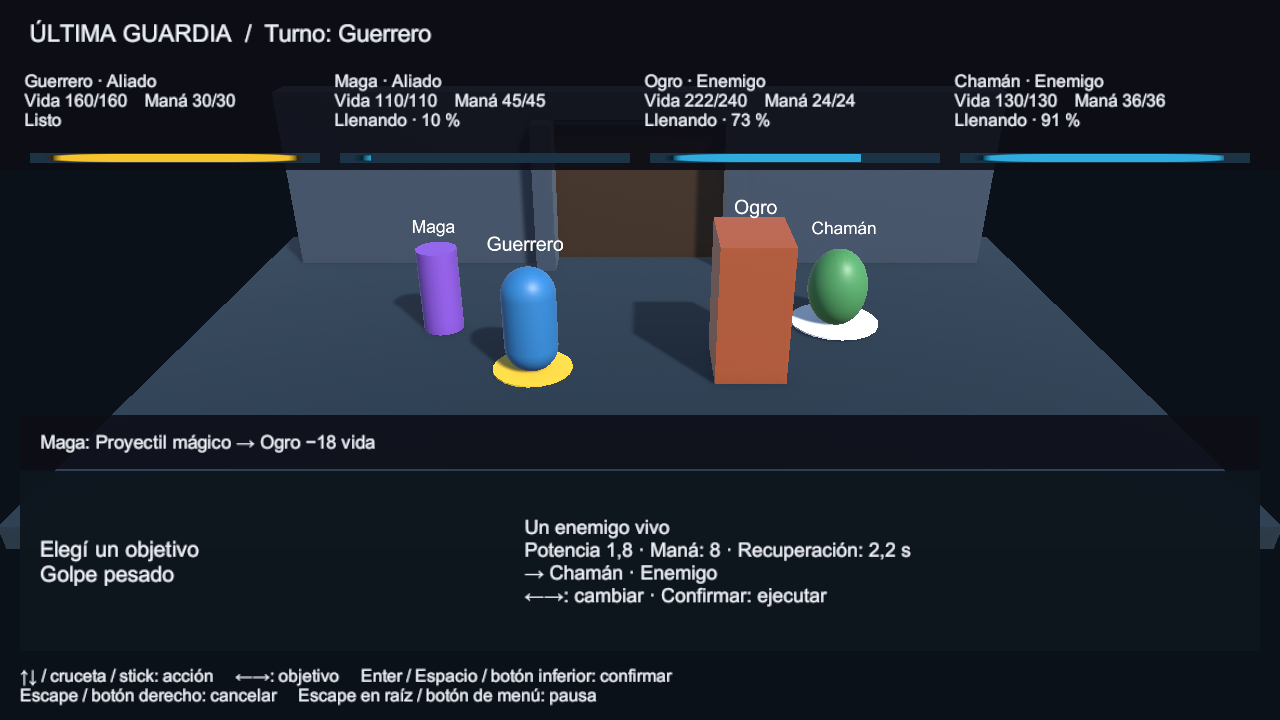 ÚLTIMA GUARDIA / Turno: Guerrero
Guerrero · Aliado
Vida 160/160 Maná 30/30
Listo
Maga · Aliado
Vida 110/110 Maná 45/45
Llenando · 10 %
Ogro · Enemigo
Vida 222/240 Maná 24/24
Llenando · 73 %
Chamán · Enemigo
Vida 130/130 Maná 36/36
Llenando · 91 %
Maga
Guerrero
Ogro
Chamán
Maga: Proyectil mágico → Ogro −18 vida
Elegí un objetivo
Golpe pesado
Un enemigo vivo
Potencia 1,8 · Maná: 8 · Recuperación: 2,2 s
→ Chamán · Enemigo
←→: cambiar · Confirmar: ejecutar
↑↓ / cruceta / stick: acción ←→: objetivo Enter / Espacio / botón inferior: confirmar
Escape / botón derecho: cancelar Escape en raíz / botón de menú: pausa